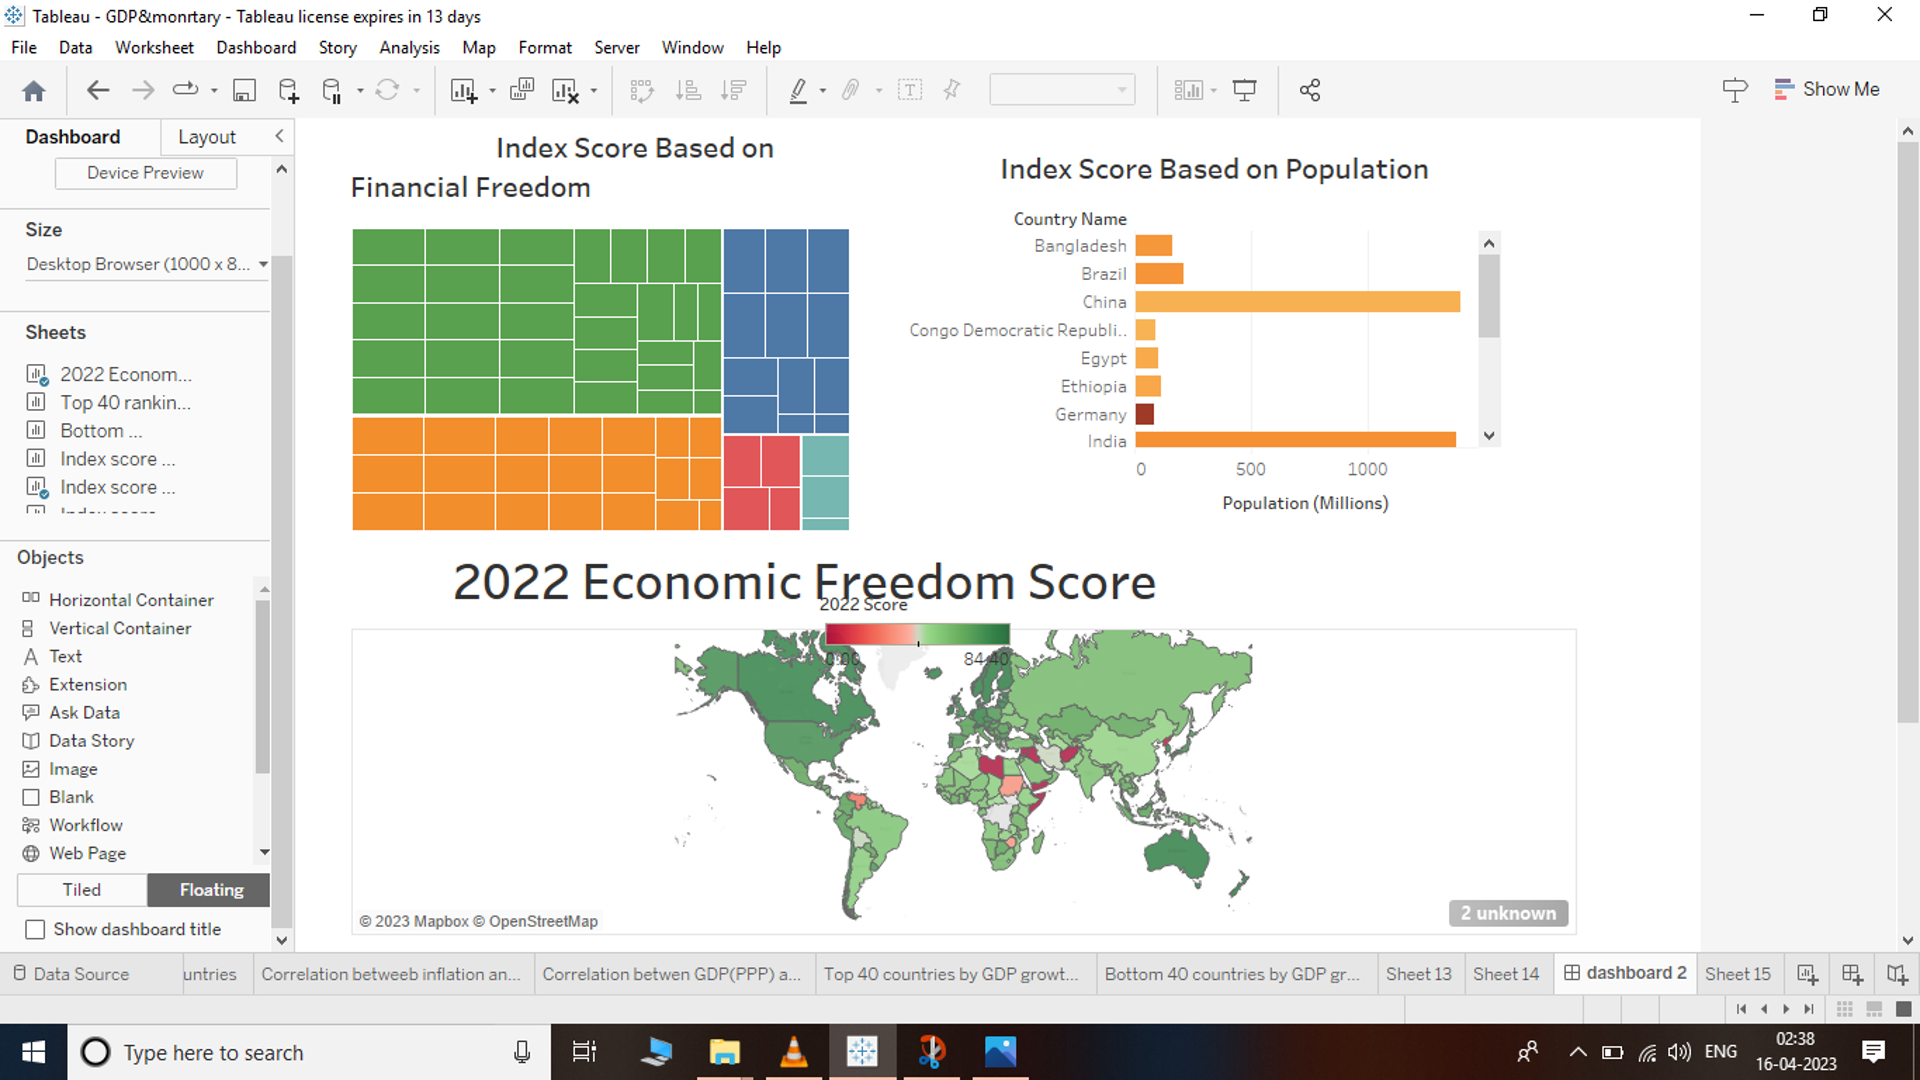 Tableau - GDP&monrtary - Tableau license expires in 13 days
File Data Worksheet Dashboard Story Analysis Map Format Server Window Help
Show Me
Dashboard Layout
Device Preview
Size
Desktop Browser (1000 x 8...
Sheets
2022 Econom...
Top 40 rankin...
Bottom ...
Index score ...
Index score ...
Objects
Horizontal Container
Vertical Container
Text
Extension
Ask Data
Data Story
Image
Blank
Workflow
Web Page
Tiled Floating
Show dashboard title
Index Score Based on
Financial Freedom
Index Score Based on Population
Country Name
Bangladesh
Brazil
China
Congo Democratic Republi..
Egypt
Ethiopia
Germany
India
0 500 1000
Population (Millions)
2022 Economic Freedom Score
2022 Score
0.00 84.40
© 2023 Mapbox © OpenStreetMap
2 unknown
Data Source untries Correlation betweeb inflation an... Correlation betwen GDP(PPP) a... Top 40 countries by GDP growt... Bottom 40 countries by GDP gr... Sheet 13 Sheet 14 dashboard 2 Sheet 15
Type here to search
ENG
02:38
16-04-2023